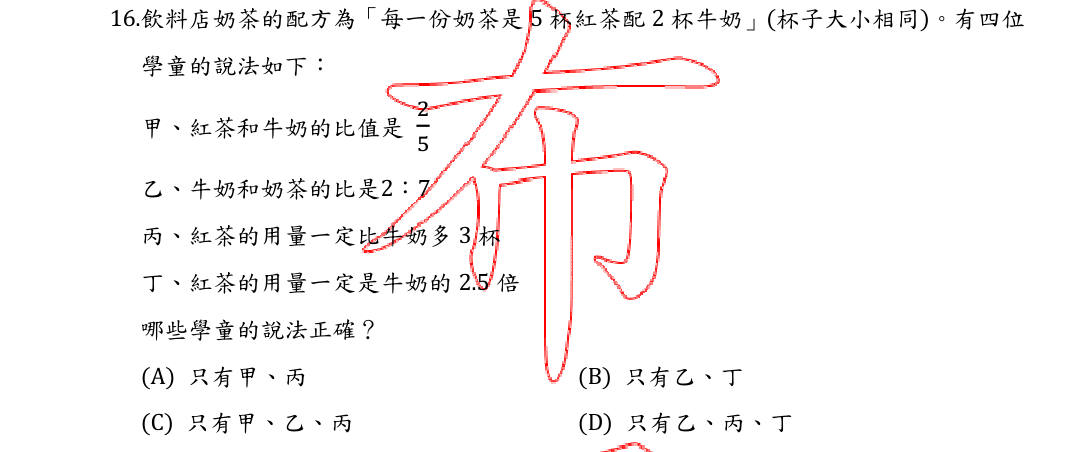 16.飲料店奶茶的配方為「每一份奶茶是 5 杯紅茶配 2 杯牛奶」(杯子大小相同)。有四位
學童的說法如下：
甲、紅茶和牛奶的比值是 2/5
乙、牛奶和奶茶的比是2：7
丙、紅茶的用量一定比牛奶多 3 杯
丁、紅茶的用量一定是牛奶的 2.5 倍
哪些學童的說法正確？
(A) 只有甲、丙 (B) 只有乙、丁
(C) 只有甲、乙、丙 (D) 只有乙、丙、丁
布